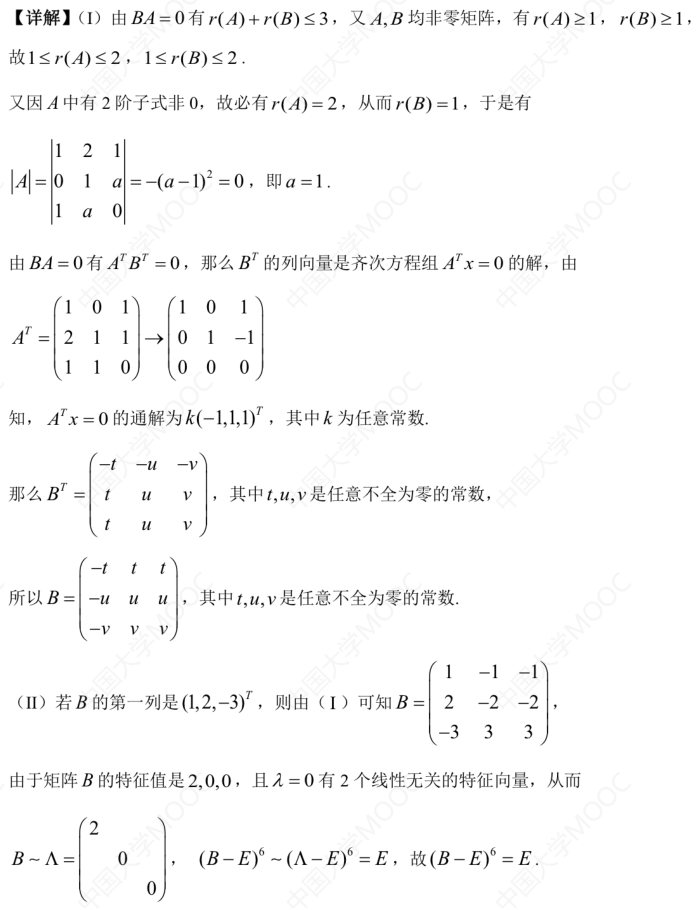 【详解】（I）由 BA = 0 有 r(A) + r(B) ≤ 3，又 A, B 均非零矩阵，有 r(A) ≥ 1，r(B) ≥ 1，
故 1 ≤ r(A) ≤ 2，1 ≤ r(B) ≤ 2．
又因 A 中有 2 阶子式非 0，故必有 r(A) = 2，从而 r(B) = 1，于是有
|A| = | 1 2 1 |
| 0 1 a | = −(a−1)² = 0，即 a = 1．
| 1 a 0 |
由 BA = 0 有 A^T B^T = 0，那么 B^T 的列向量是齐次方程组 A^T x = 0 的解，由
( 1 0 1 ) ( 1 0 1 )
A^T = ( 2 1 1 ) → ( 0 1 −1 )
( 1 1 0 ) ( 0 0 0 )
知，A^T x = 0 的通解为 k(−1,1,1)^T，其中 k 为任意常数.
( −t −u −v )
那么 B^T = ( t u v )，其中 t,u,v 是任意不全为零的常数，
( t u v )
( −t t t )
所以 B = ( −u u u )，其中 t,u,v 是任意不全为零的常数.
( −v v v )
( 1 −1 −1 )
（II）若 B 的第一列是 (1,2,−3)^T，则由（I）可知 B = ( 2 −2 −2 )，
( −3 3 3 )
由于矩阵 B 的特征值是 2,0,0，且 λ = 0 有 2 个线性无关的特征向量，从而
( 2 )
B ~ Λ = ( 0 )，(B − E)⁶ ~ (Λ − E)⁶ = E，故 (B − E)⁶ = E．
( 0 )
中国大学MOOC